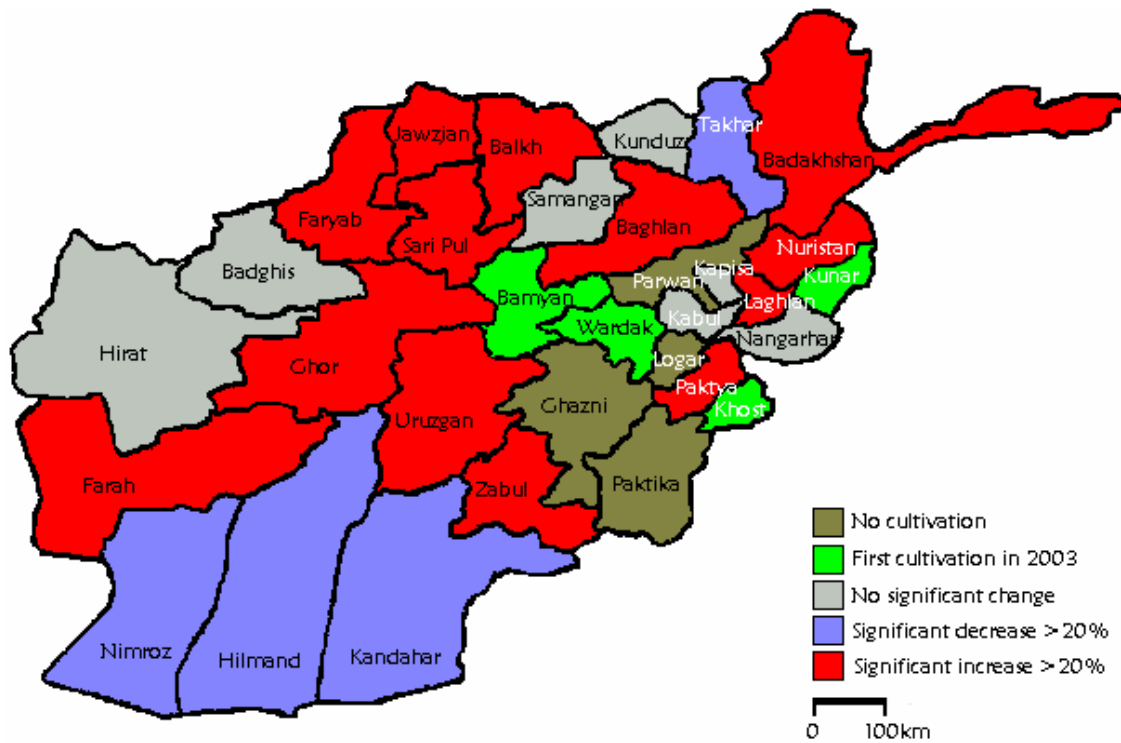 Jawzjan
Balkh
Kunduz
Takhar
Badakhshan
Faryab
Sari Pul
Samangan
Baghlan
Badghis
Nuristan
Kunar
Kapisa
Parwan
Laghlan
Bamyan
Kabul
Nangarhar
Wardak
Hirat
Ghor
Logar
Paktya
Khost
Uruzgan
Ghazni
Farah
Zabul
Paktika
Nimroz
Hilmand
Kandahar
No cultivation
First cultivation in 2003
No significant change
Significant decrease > 20%
Significant increase > 20%
0 100km